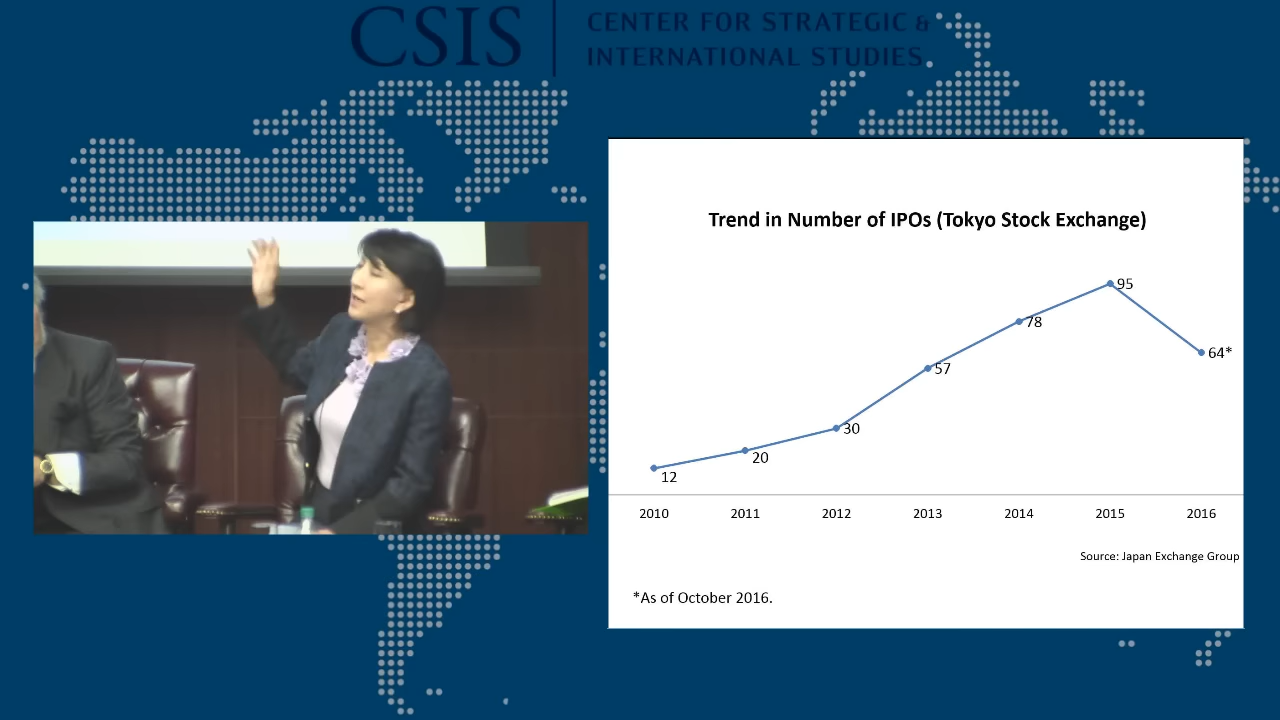 CSIS
CENTER FOR STRATEGIC &
INTERNATIONAL STUDIES
Trend in Number of IPOs (Tokyo Stock Exchange)
95
78
64*
57
30
20
12
2010 2011 2012 2013 2014 2015 2016
Source: Japan Exchange Group
*As of October 2016.